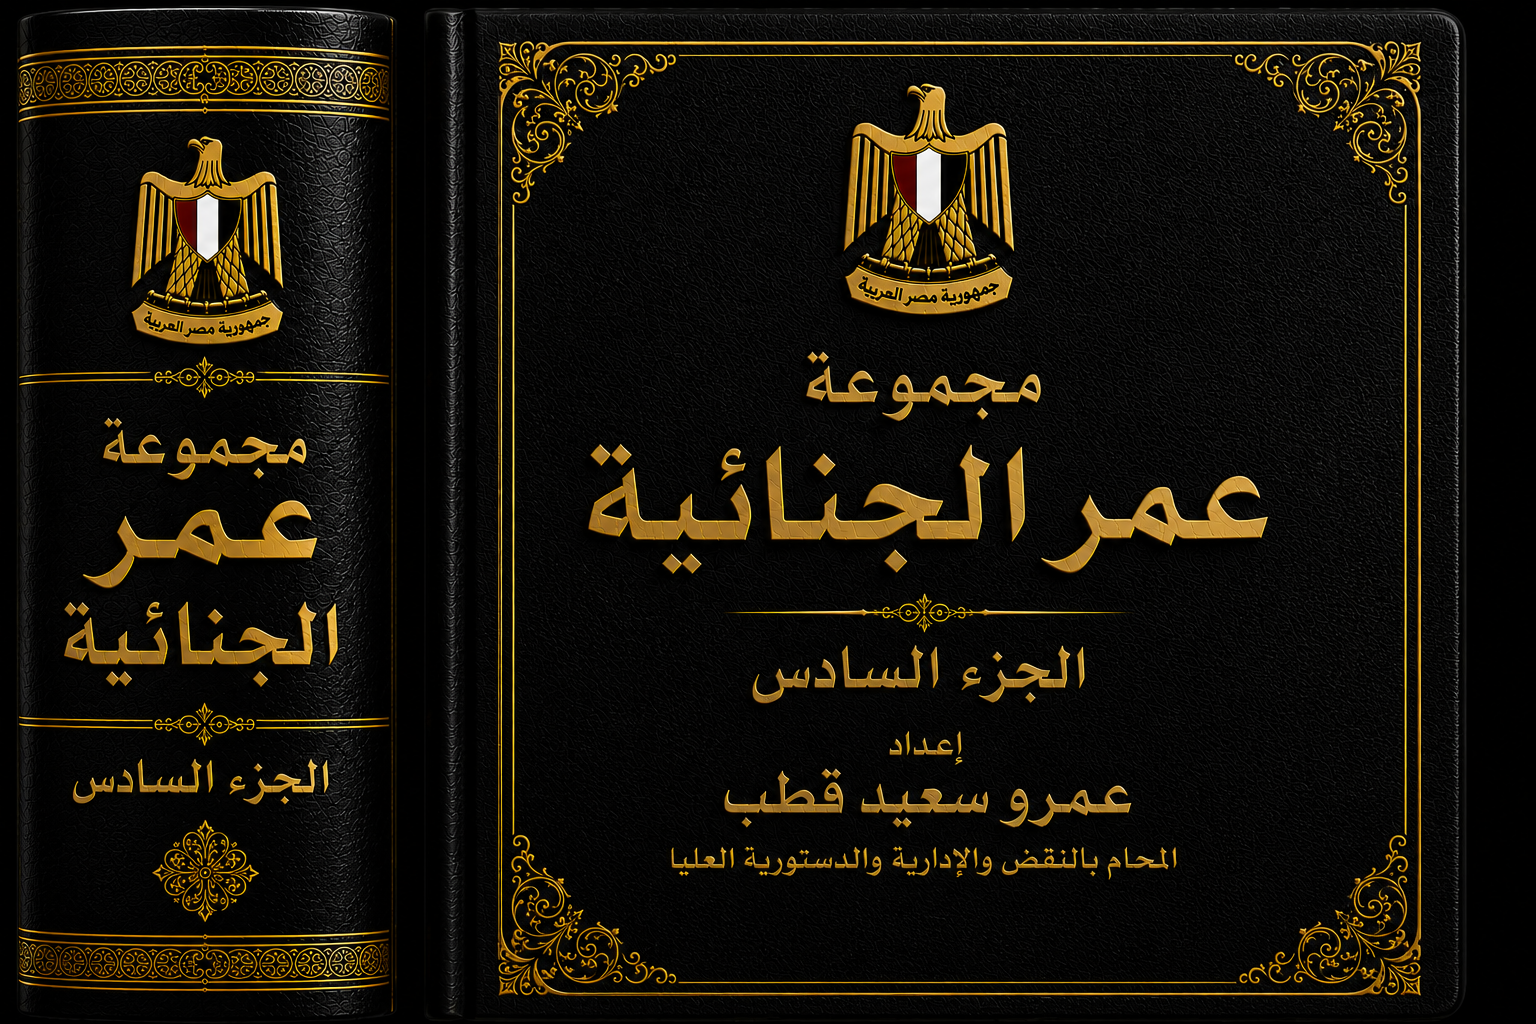 جمهورية مصر العربية
مجموعة
عمر الجنائية
الجزء السادس
إعداد
عمرو سعيد قطب
المحام بالنقض والإدارية والدستورية العليا
جمهورية مصر العربية
مجموعة
عمر
الجنائية
الجزء السادس